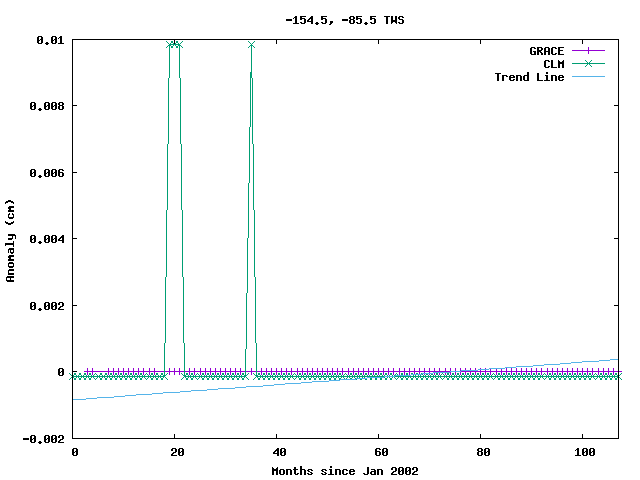 -154.5, -85.5 TWS
GRACE
CLM
Trend Line
0.01
0.008
0.006
0.004
0.002
0
-0.002
Anomaly (cm)
0 20 40 60 80 100
Months since Jan 2002